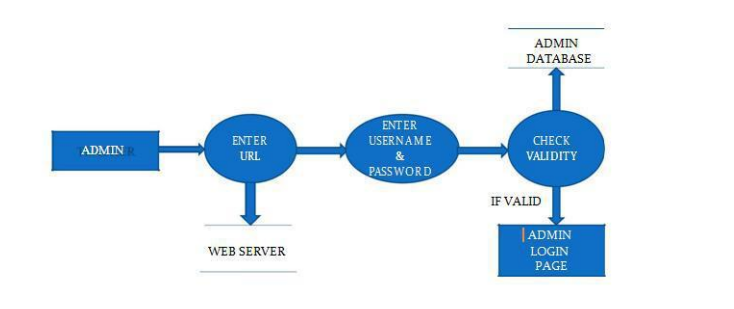 ADMIN
DATABASE
ADMIN
ENTER
URL
ENTER
USERNAME
&
PASSWORD
CHECK
VALIDITY
IF VALID
WEB SERVER
ADMIN
LOGIN
PAGE